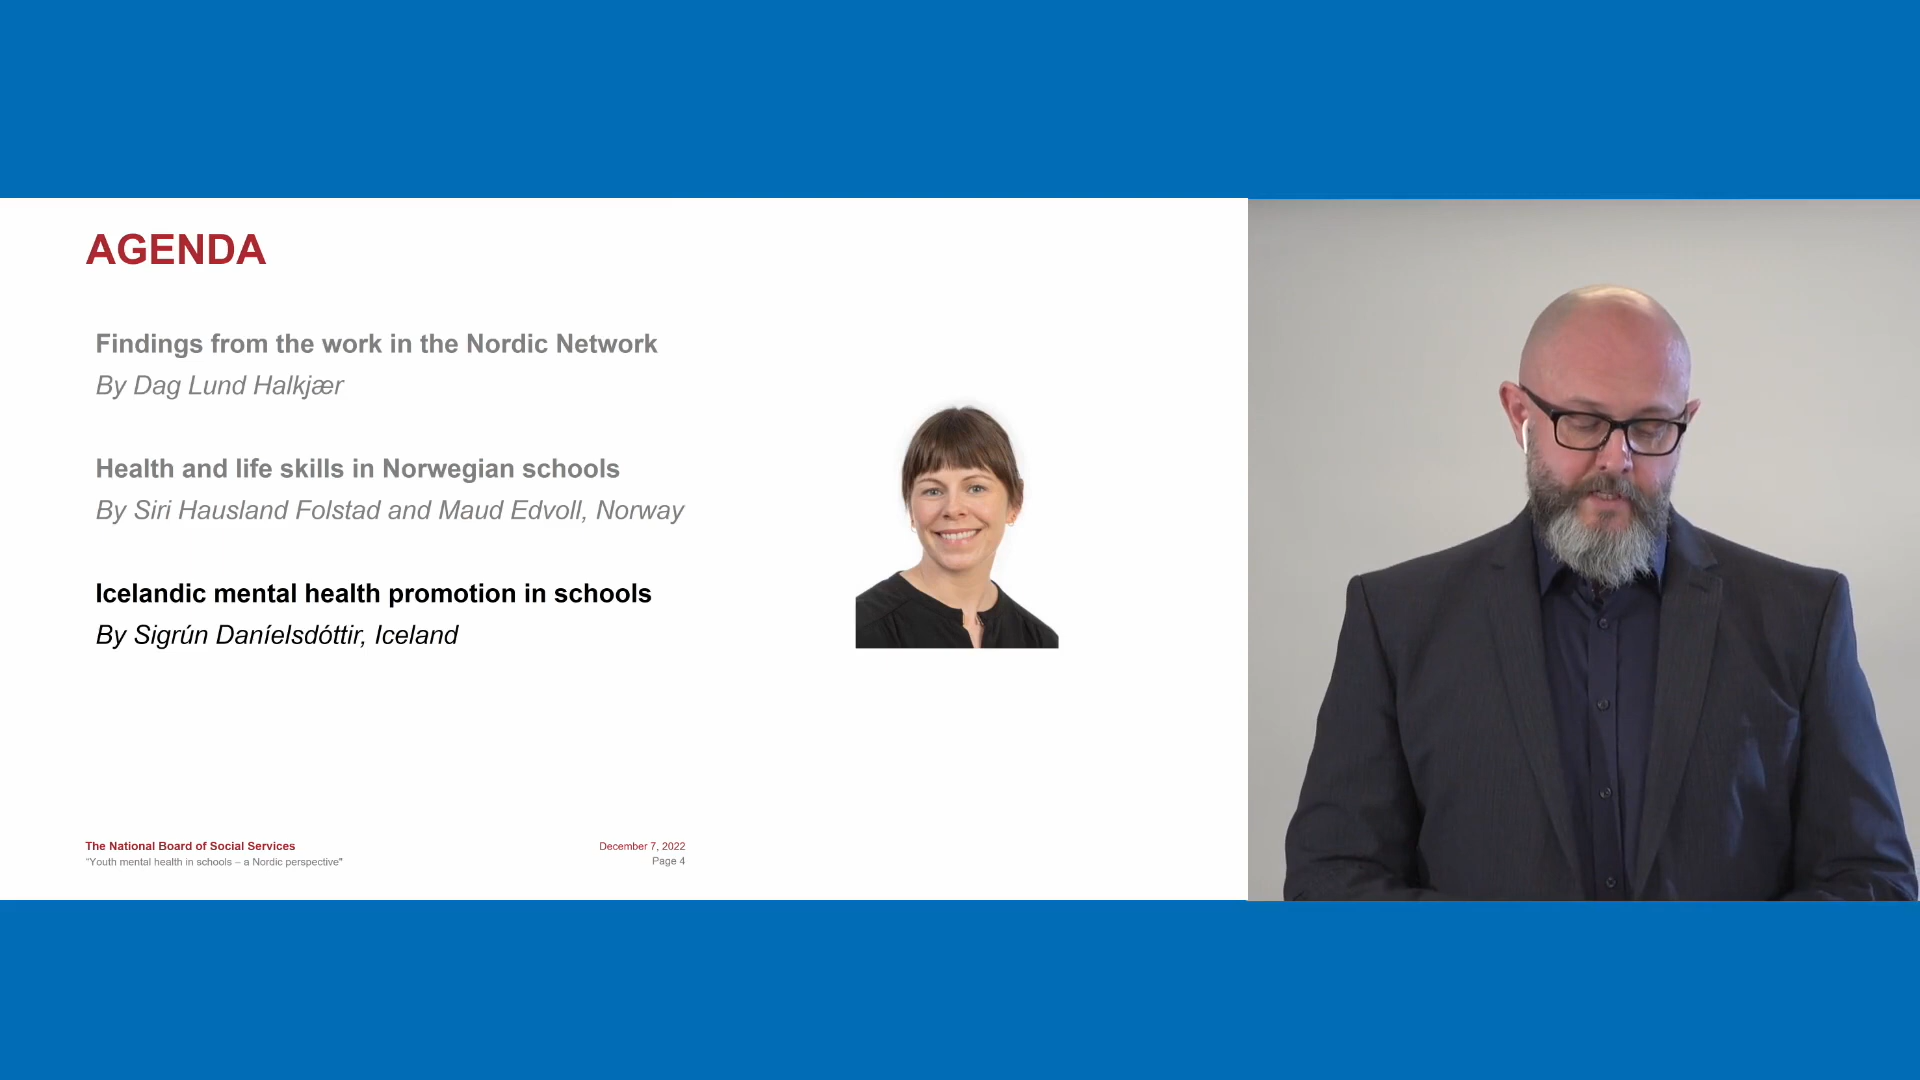 AGENDA
Findings from the work in the Nordic Network
By Dag Lund Halkjær
Health and life skills in Norwegian schools
By Siri Hausland Folstad and Maud Edvoll, Norway
Icelandic mental health promotion in schools
By Sigrún Daníelsdóttir, Iceland
The National Board of Social Services
"Youth mental health in schools – a Nordic perspective"
December 7, 2022
Page 4